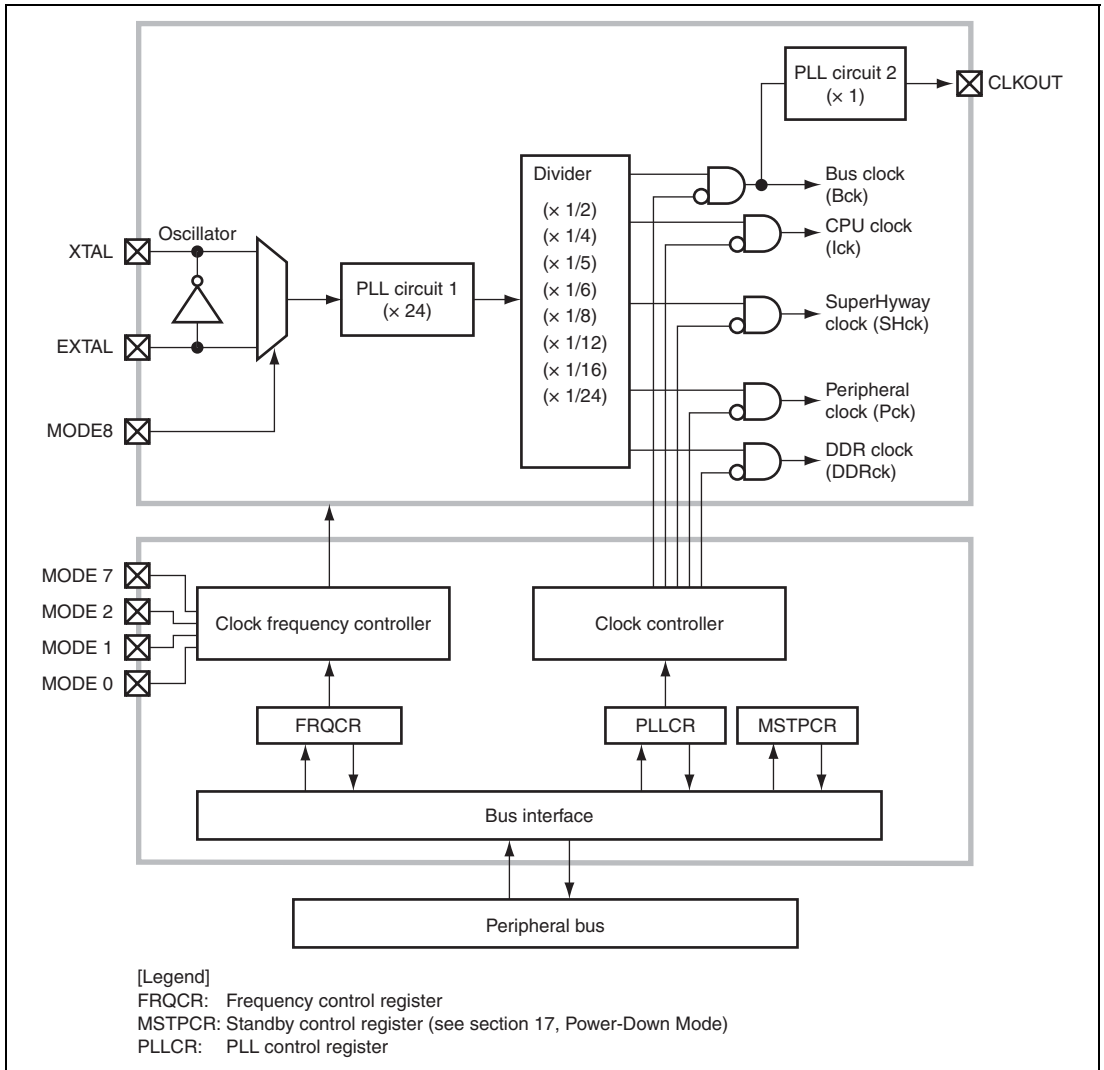 PLL circuit 2
(× 1)
CLKOUT
Divider
(× 1/2)
(× 1/4)
(× 1/5)
(× 1/6)
(× 1/8)
(× 1/12)
(× 1/16)
(× 1/24)
Bus clock
(Bck)
CPU clock
(Ick)
SuperHyway
clock (SHck)
Peripheral
clock (Pck)
DDR clock
(DDRck)
Oscillator
XTAL
EXTAL
MODE8
PLL circuit 1
(× 24)
MODE 7
MODE 2
MODE 1
MODE 0
Clock frequency controller
Clock controller
FRQCR
PLLCR
MSTPCR
Bus interface
Peripheral bus
[Legend]
FRQCR: Frequency control register
MSTPCR: Standby control register (see section 17, Power-Down Mode)
PLLCR: PLL control register